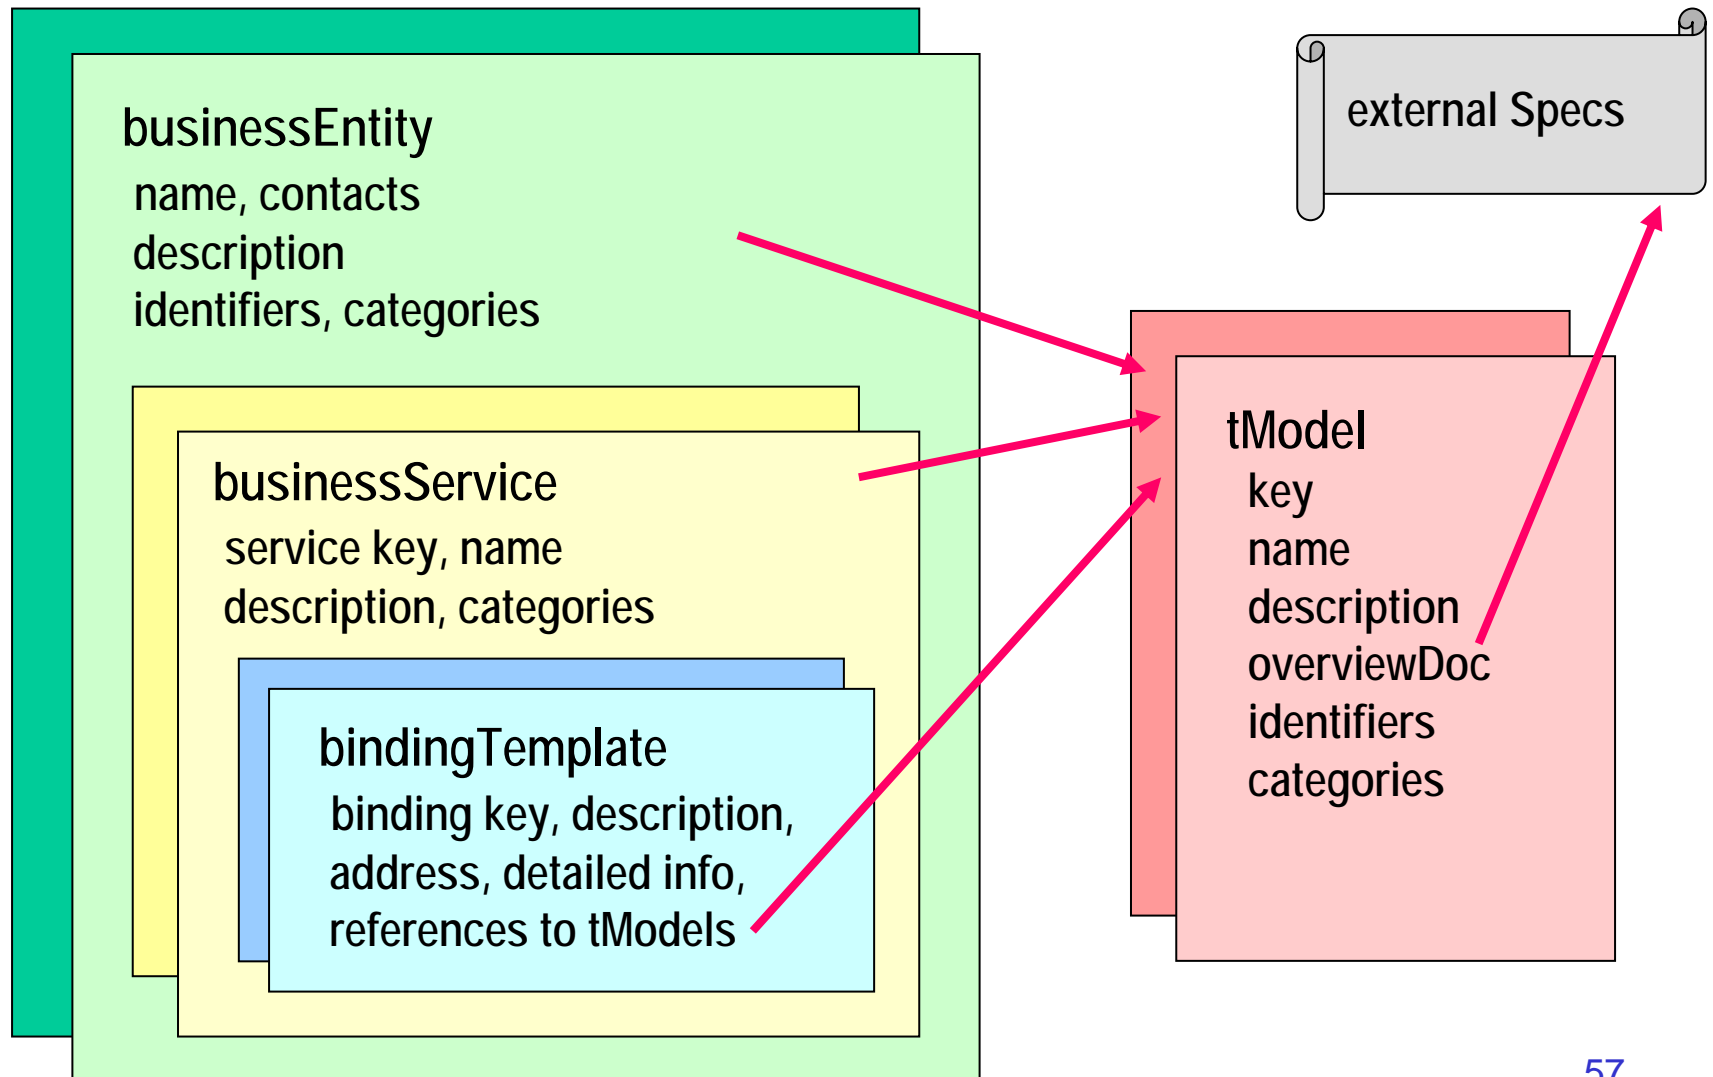 businessEntity
name, contacts
description
identifiers, categories
businessService
service key, name
description, categories
bindingTemplate
binding key, description,
address, detailed info,
references to tModels
external Specs
tModel
key
name
description
overviewDoc
identifiers
categories
57